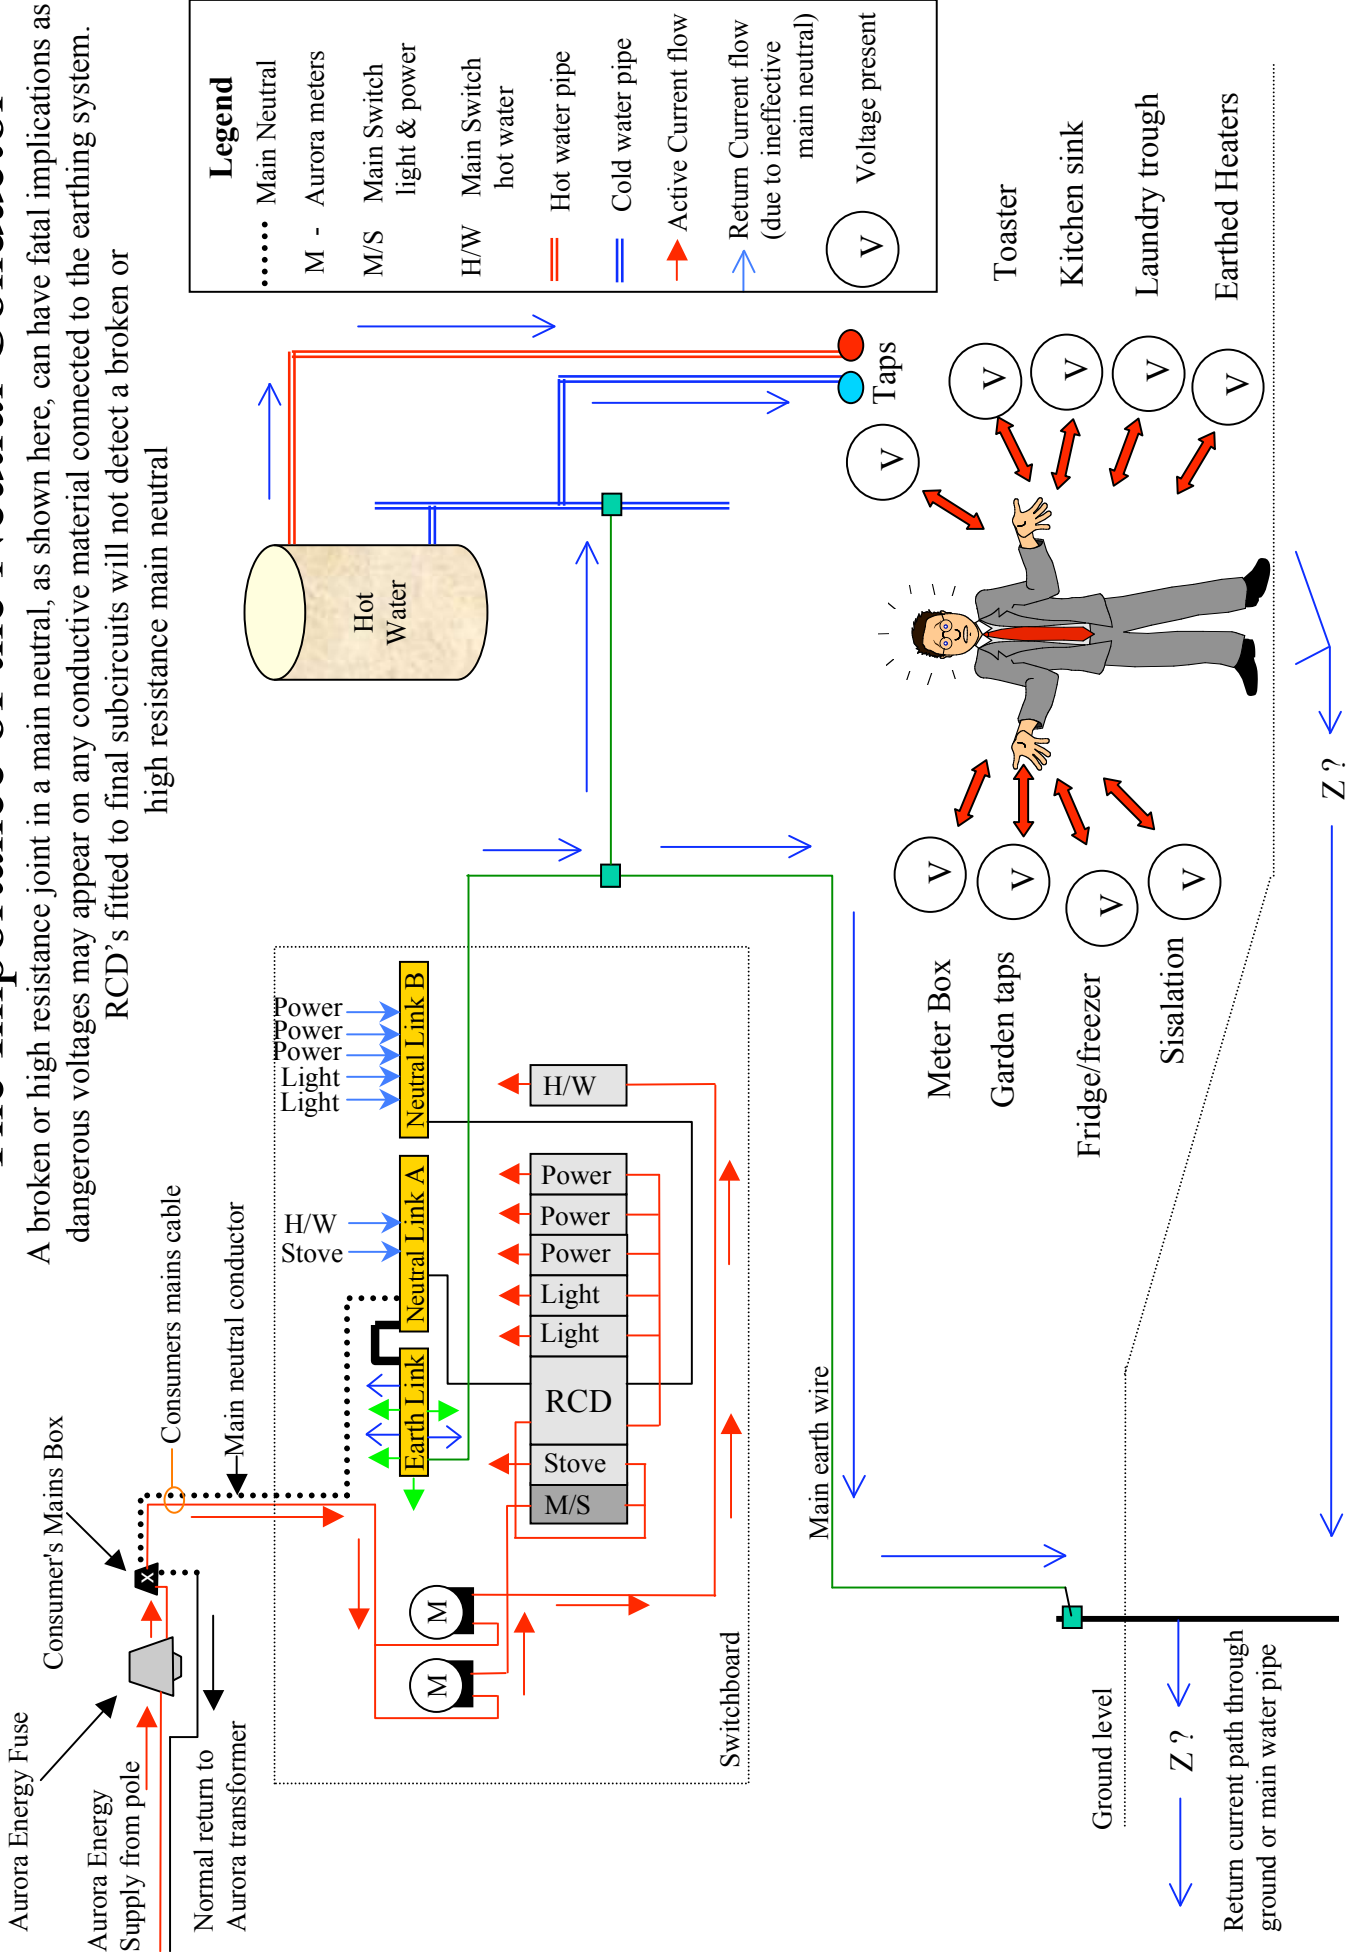 The Importance of the Neutral Conductor
A broken or high resistance joint in a main neutral, as shown here, can have fatal implications as
dangerous voltages may appear on any conductive material connected to the earthing system.
RCD’s fitted to final subcircuits will not detect a broken or
high resistance main neutral
Aurora Energy Fuse
Consumer's Mains Box
Consumers mains cable
Main neutral conductor
Aurora Energy
Supply from pole
Normal return to
Aurora transformer
X
H/W
Stove
Light
Light
Power
Power
Power
Earth Link
Neutral Link A
Neutral Link B
M
M
M/S
Stove
RCD
Light
Light
Power
Power
Power
H/W
Switchboard
Hot
Water
Taps
Legend
Main Neutral
M - Aurora meters
M/S Main Switch
light & power
H/W Main Switch
hot water
Hot water pipe
Cold water pipe
Active Current flow
Return Current flow
(due to ineffective
main neutral)
V Voltage present
Main earth wire
V
Meter Box V
Garden taps V
Fridge/freezer V
Sisalation V
V Toaster
V Kitchen sink
V Laundry trough
V Earthed Heaters
Ground level
Z ?
Z ?
Return current path through
ground or main water pipe